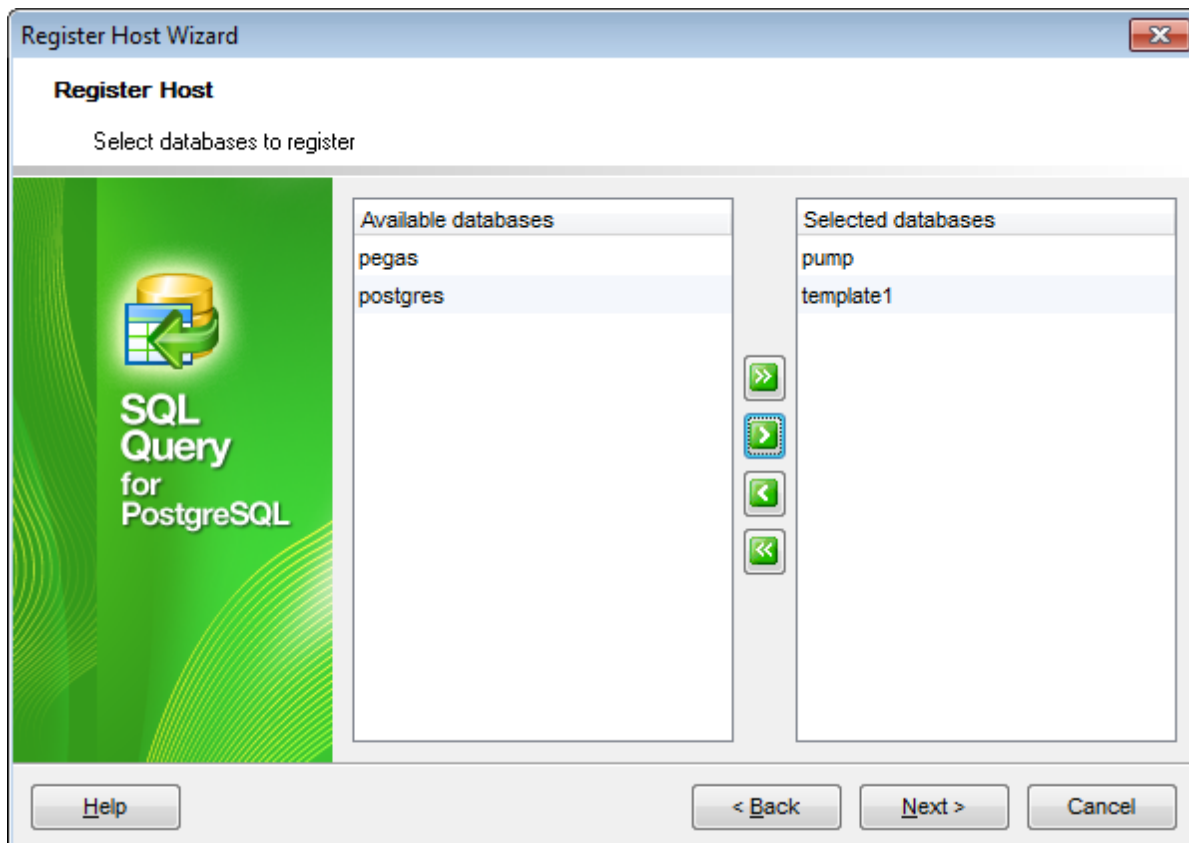 Register Host Wizard
Register Host
Select databases to register
SQL
Query
for
PostgreSQL
Available databases
pegas
postgres
Selected databases
pump
template1
Help
< Back
Next >
Cancel